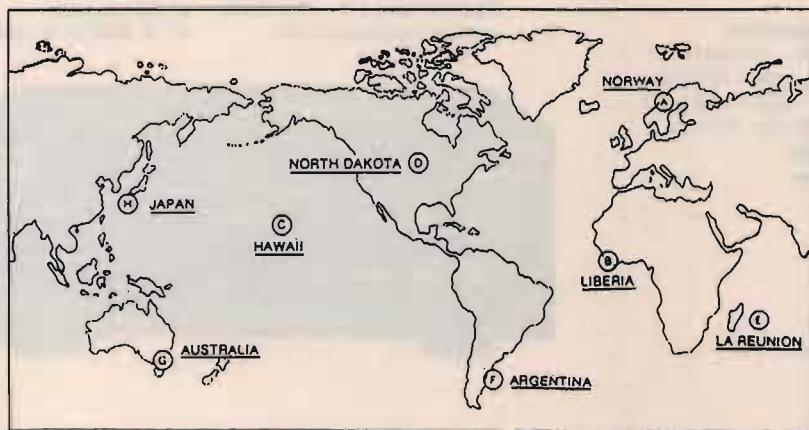 NORWAY
A
NORTH DAKOTA D
H JAPAN
C
HAWAII
B
LIBERIA
E
LA REUNION
G AUSTRALIA
F ARGENTINA